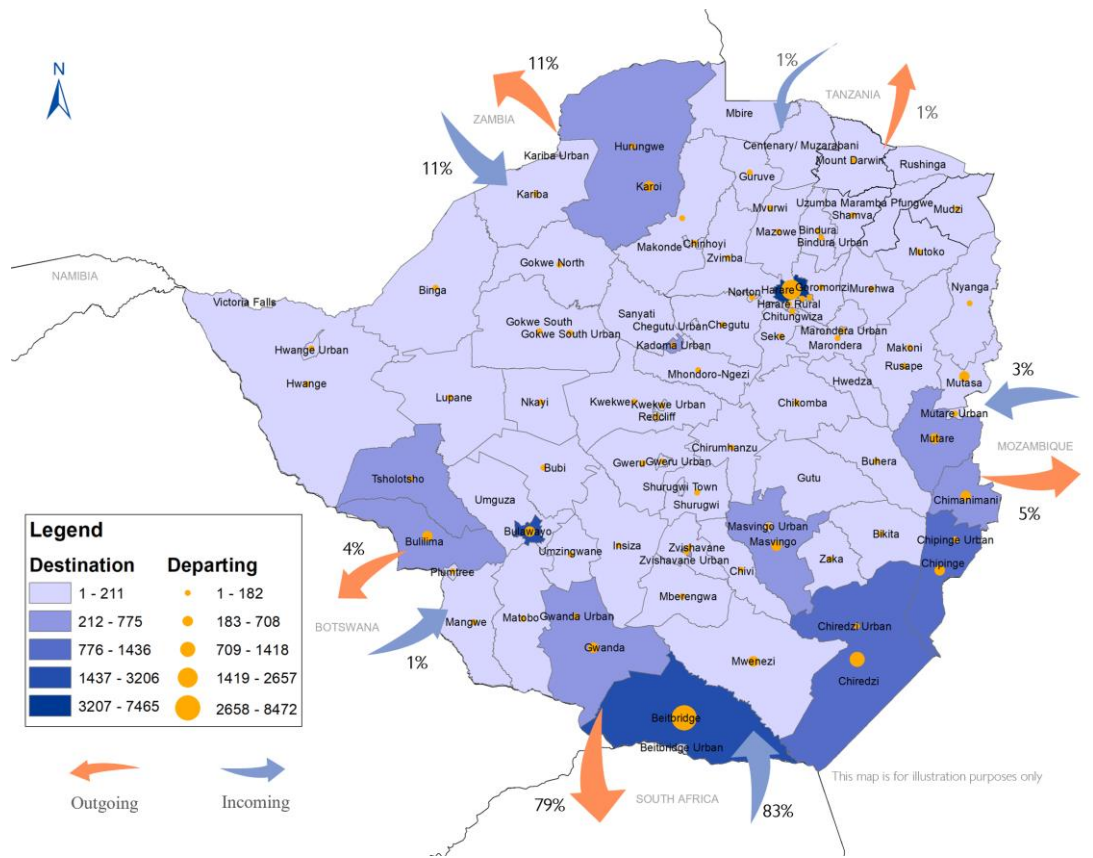 N
11%
1%
TANZANIA
1%
ZAMBIA
11%
Mbire
Kariba Urban
Hurungwe
Centenary/ Muzarabani
Mount Darwin
Rushinga
Kariba
Karoi
Guruve
Mvurwi
Uzumba Maramba Pfungwe
Shamva
Mudzi
Makonde
Chinhoyi
Mazowe
Bindura
Bindura Urban
Mutoko
Zvimba
Gokwe North
NAMIBIA
Binga
Victoria Falls
Norton
Harare
Goromonzi
Murehwa
Nyanga
Harare Rural
Chitungwiza
Sanyati
Gokwe South
Gokwe South Urban
Chegutu Urban
Chegutu
Kadoma Urban
Seke
Marondera Urban
Marondera
Makoni
Rusape
Hwange Urban
Hwange
Mhondoro-Ngezi
Hwedza
Mutasa
3%
Lupane
Nkayi
Kwekwe
Kwekwe Urban
Redcliff
Chikomba
Mutare Urban
Mutare
MOZAMBIQUE
Chirumhanzu
Buhera
Bubi
Gweru
Gweru Urban
Tsholotsho
Gutu
Umguza
Shurugwi Town
Shurugwi
Chimanimani
5%
Bulawayo
Bulilima
4%
Masvingo Urban
Masvingo
Bikita
Chipinge Urban
Chipinge
Umzingwane
Insiza
Zvishavane
Zvishavane Urban
Zaka
Plumtree
Chivi
Mberengwa
BOTSWANA
Mangwe
Matobo
Gwanda Urban
Gwanda
Chiredzi Urban
Chiredzi
1%
Mwenezi
Beitbridge
Beitbridge Urban
79%
SOUTH AFRICA
83%
This map is for illustration purposes only
Legend
Destination Departing
1 - 211 1 - 182
212 - 775 183 - 708
776 - 1436 709 - 1418
1437 - 3206 1419 - 2657
3207 - 7465 2658 - 8472
Outgoing Incoming